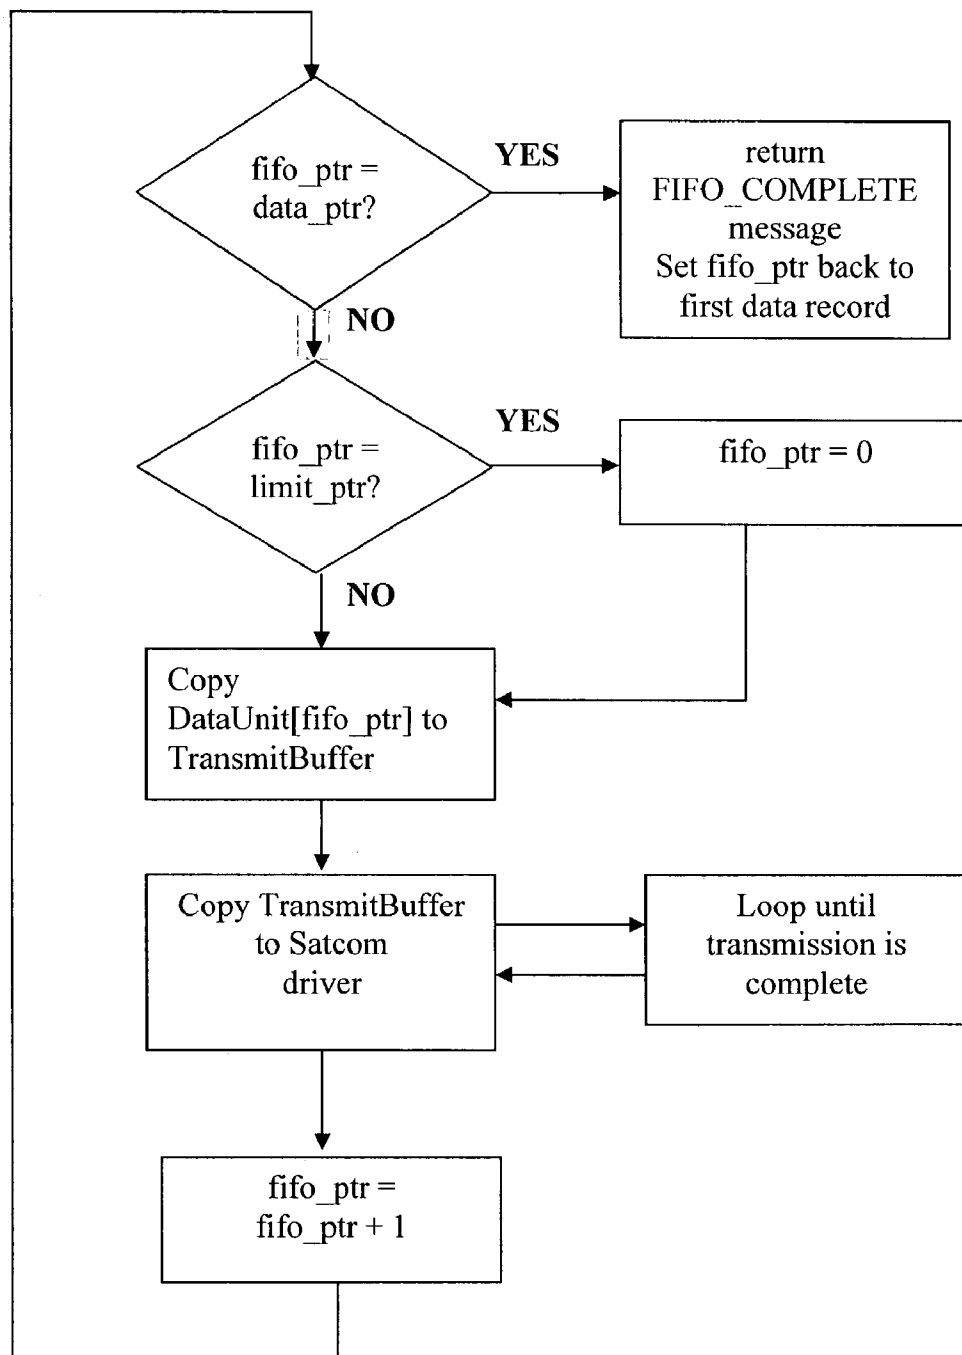 fifo_ptr =
data_ptr?
YES
return
FIFO_COMPLETE
message
Set fifo_ptr back to
first data record
NO
fifo_ptr =
limit_ptr?
YES
fifo_ptr = 0
NO
Copy
DataUnit[fifo_ptr] to
TransmitBuffer
Copy TransmitBuffer
to Satcom
driver
Loop until
transmission is
complete
fifo_ptr =
fifo_ptr + 1